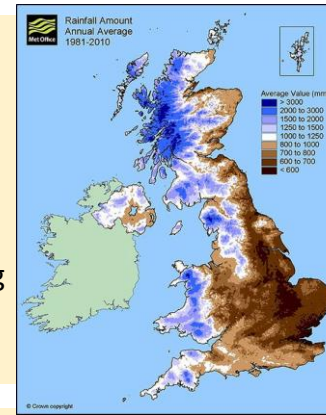 Met Office
Rainfall Amount
Annual Average
1981-2010
Average Value (mm)
> 3000
2000 to 3000
1500 to 2000
1250 to 1500
1000 to 1250
800 to 1000
700 to 800
600 to 700
< 600
g
© Crown copyright